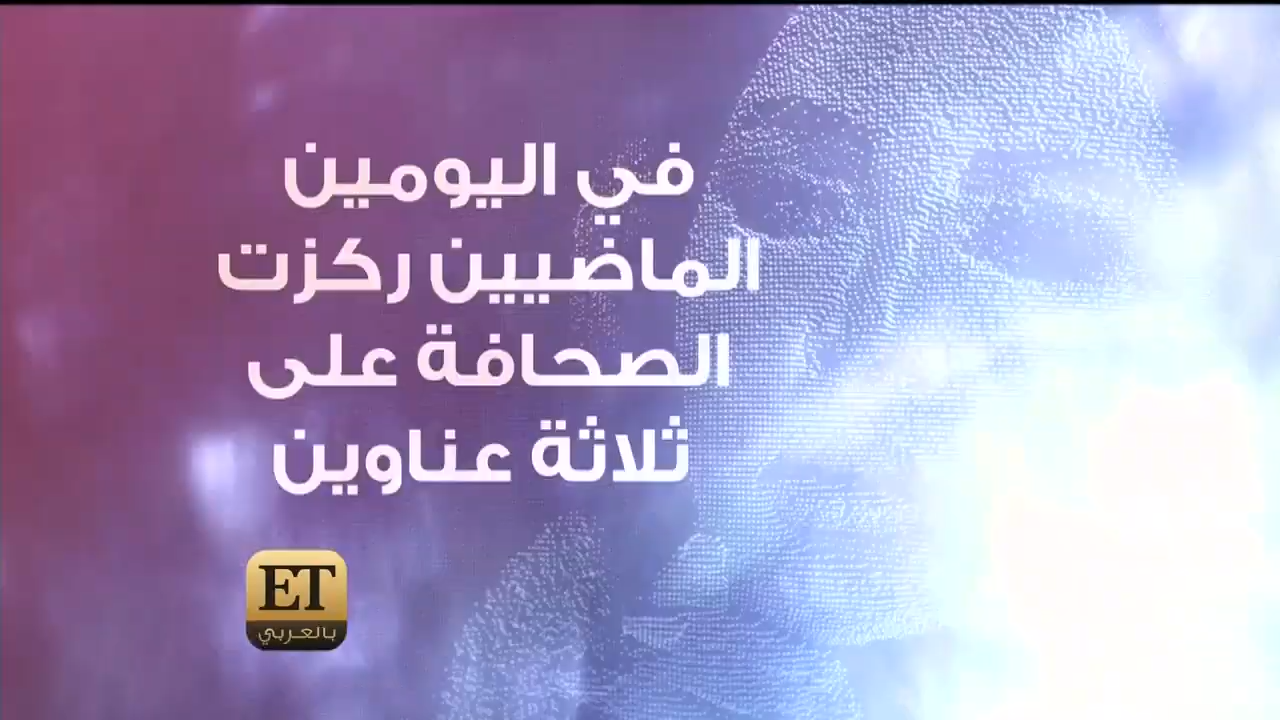 في اليومين
الماضيين ركزت
الصحافة على
ثلاثة عناوين
ET
بالعربي